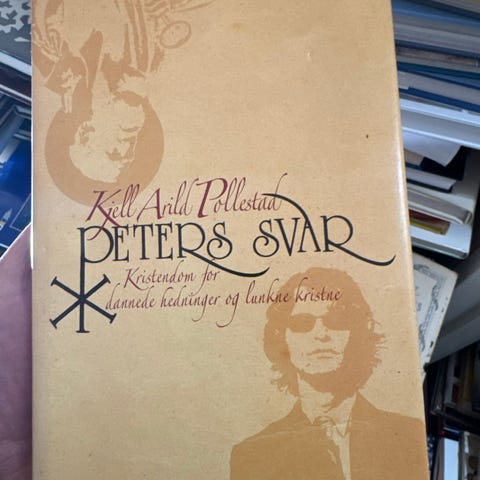 Kjell Arild Pollestad
PETERS SVAR
Kristendom for
dannede hedninger og lunkne kristne